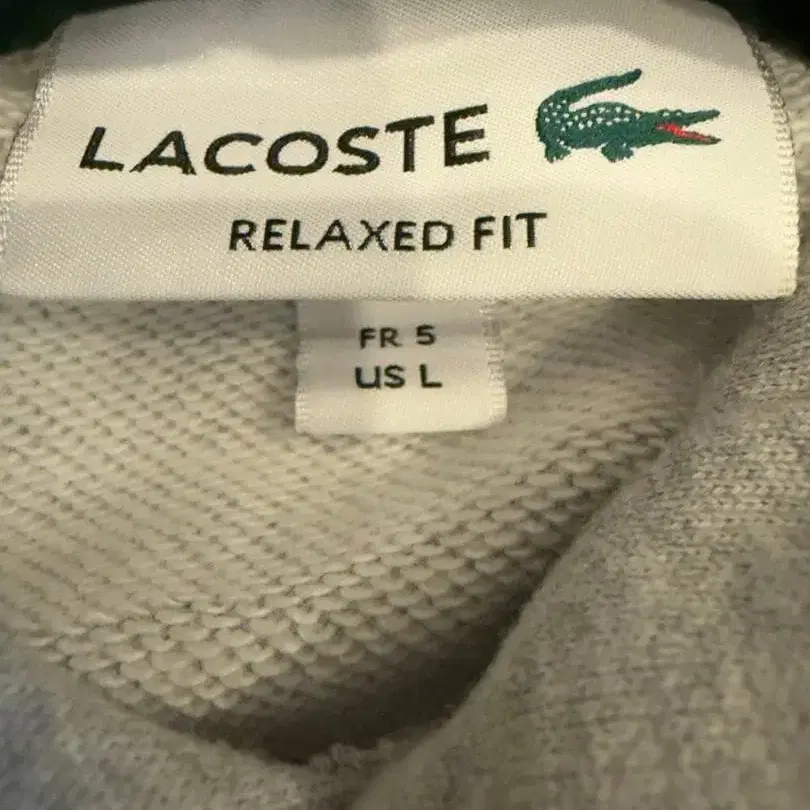 LACOSTE
RELAXED FIT
FR 5
US L